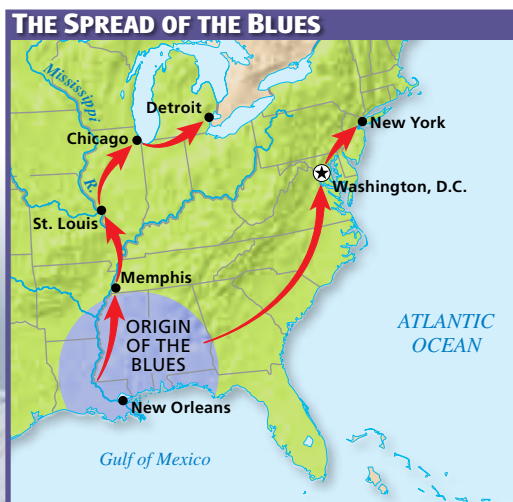 THE SPREAD OF THE BLUES
Mississippi
R.
Detroit
Chicago
New York
Washington, D.C.
St. Louis
Memphis
ORIGIN
OF THE
BLUES
ATLANTIC
OCEAN
New Orleans
Gulf of Mexico